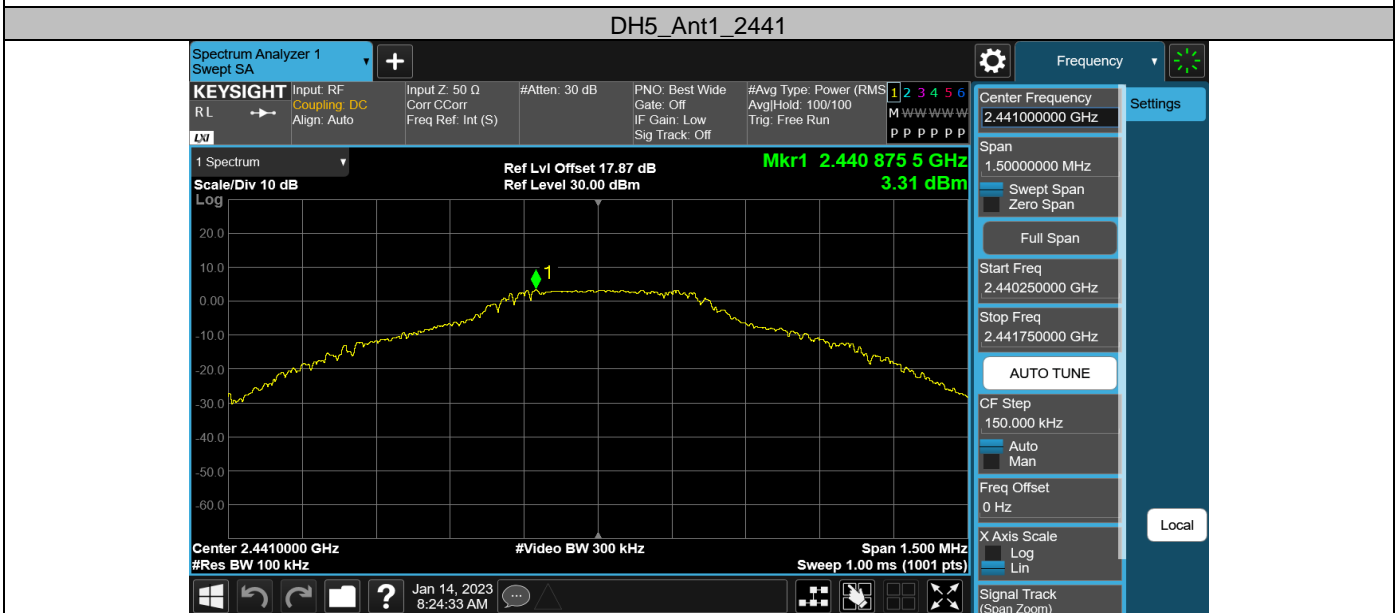 DH5_Ant1_2441
Spectrum Analyzer 1
Swept SA
+
Frequency
KEYSIGHT
RL
LXI
Input: RF
Coupling: DC
Align: Auto
Input Z: 50 Ω
Corr CCorr
Freq Ref: Int (S)
#Atten: 30 dB
PNO: Best Wide
Gate: Off
IF Gain: Low
Sig Track: Off
#Avg Type: Power (RMS
Avg|Hold: 100/100
Trig: Free Run
1 2 3 4 5 6
M W W W W W
P P P P P P
1 Spectrum
Scale/Div 10 dB
Ref Lvl Offset 17.87 dB
Ref Level 30.00 dBm
Mkr1 2.440 875 5 GHz
3.31 dBm
Log
20.0
10.0
0.00
-10.0
-20.0
-30.0
-40.0
-50.0
-60.0
1
Center 2.4410000 GHz
#Res BW 100 kHz
#Video BW 300 kHz
Span 1.500 MHz
Sweep 1.00 ms (1001 pts)
Jan 14, 2023
8:24:33 AM
Center Frequency
2.441000000 GHz
Settings
Span
1.50000000 MHz
Swept Span
Zero Span
Full Span
Start Freq
2.440250000 GHz
Stop Freq
2.441750000 GHz
AUTO TUNE
CF Step
150.000 kHz
Auto
Man
Freq Offset
0 Hz
X Axis Scale
Log
Lin
Local
Signal Track
(Span Zoom)
?